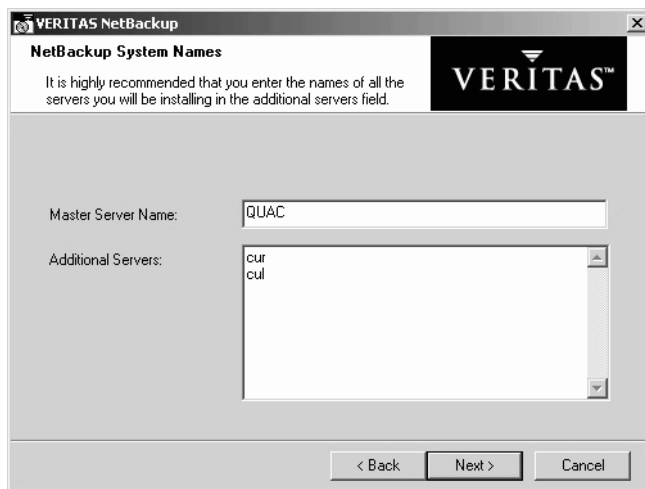 VERITAS NetBackup
NetBackup System Names
It is highly recommended that you enter the names of all the
servers you will be installing in the additional servers field.
VERITAS™
Master Server Name:
QUAC
Additional Servers:
cur
cul
< Back
Next >
Cancel